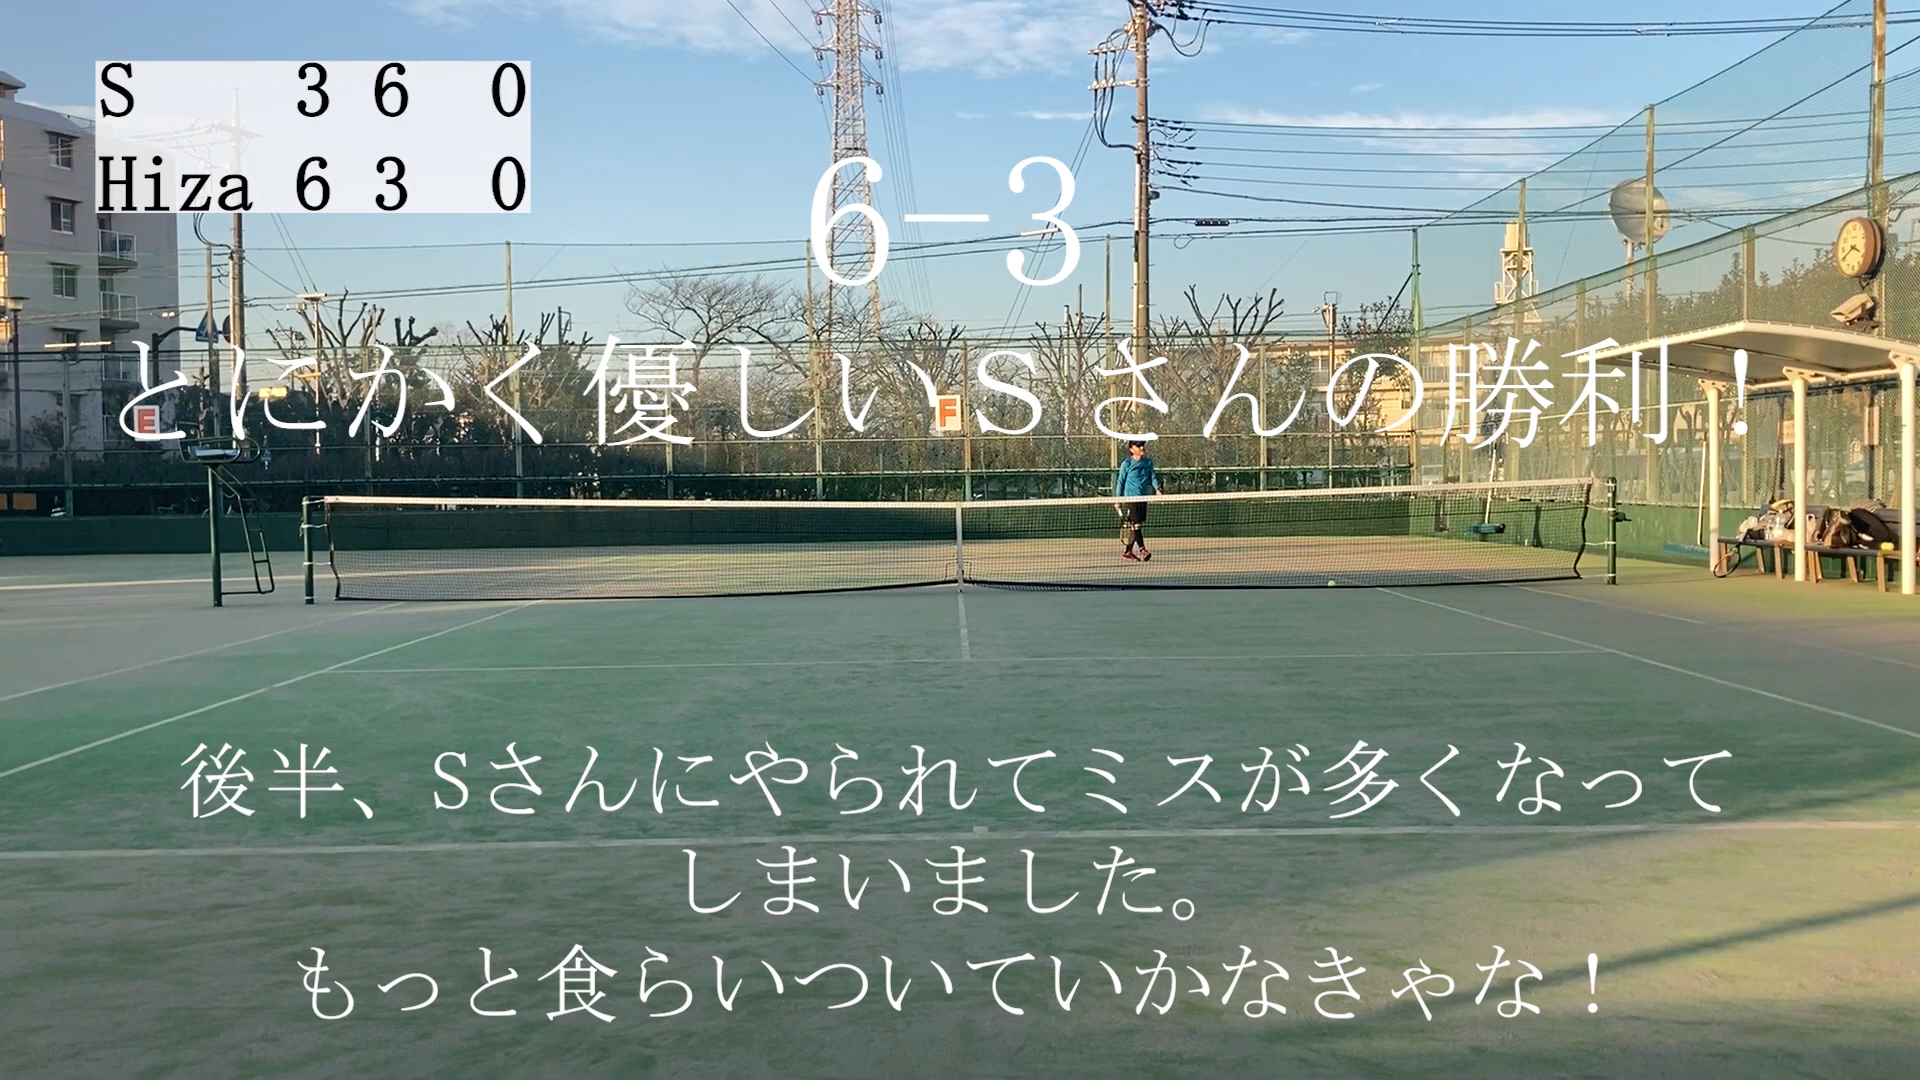 S 3 6 0
Hiza 6 3 0
6-3
とにかく優しいSさんの勝利!
E
F
後半、Sさんにやられてミスが多くなって
しまいました。
もっと食らいついていかなきゃな!